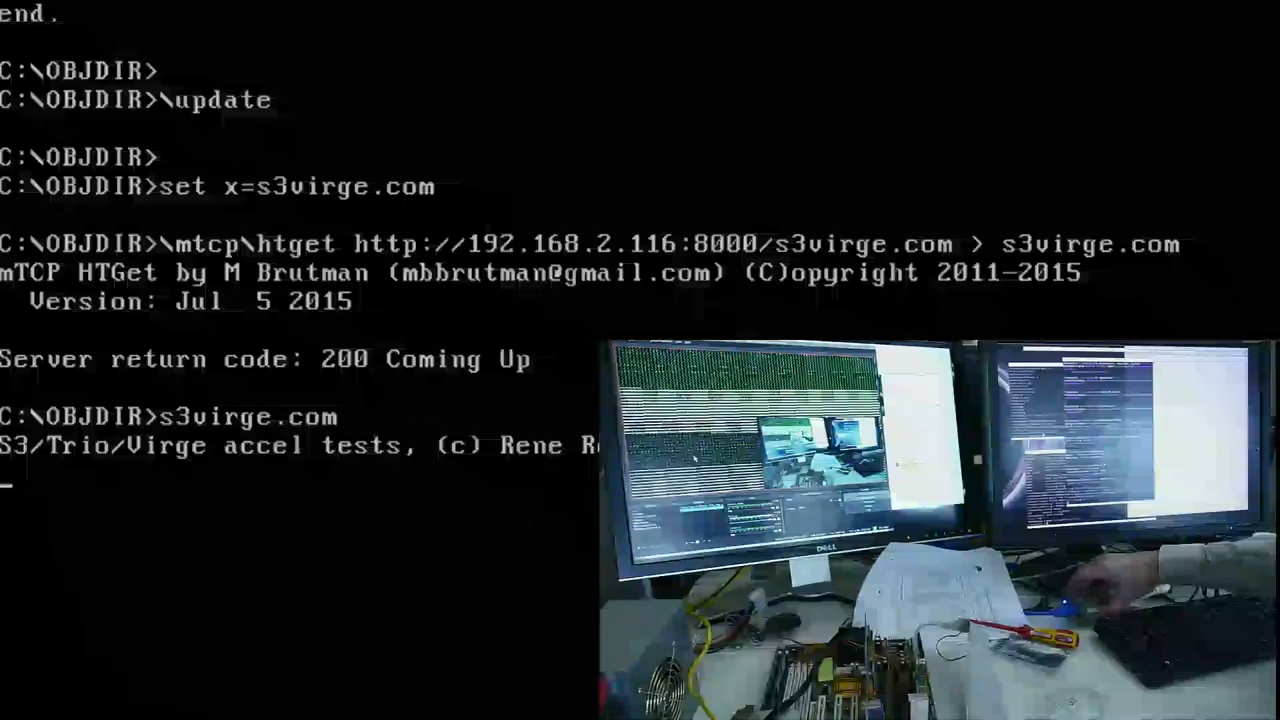 end.
C:\OBJDIR>
C:\OBJDIR>\update
C:\OBJDIR>
C:\OBJDIR>set x=s3virge.com
C:\OBJDIR>\mtcp\htget http://192.168.2.116:8000/s3virge.com > s3virge.com
mTCP HTGet by M Brutman (mbbrutman@gmail.com) (C)opyright 2011-2015
Version: Jul  5 2015
Server return code: 200 Coming Up
C:\OBJDIR>s3virge.com
S3/Trio/Virge accel tests, (c) Rene
DELL